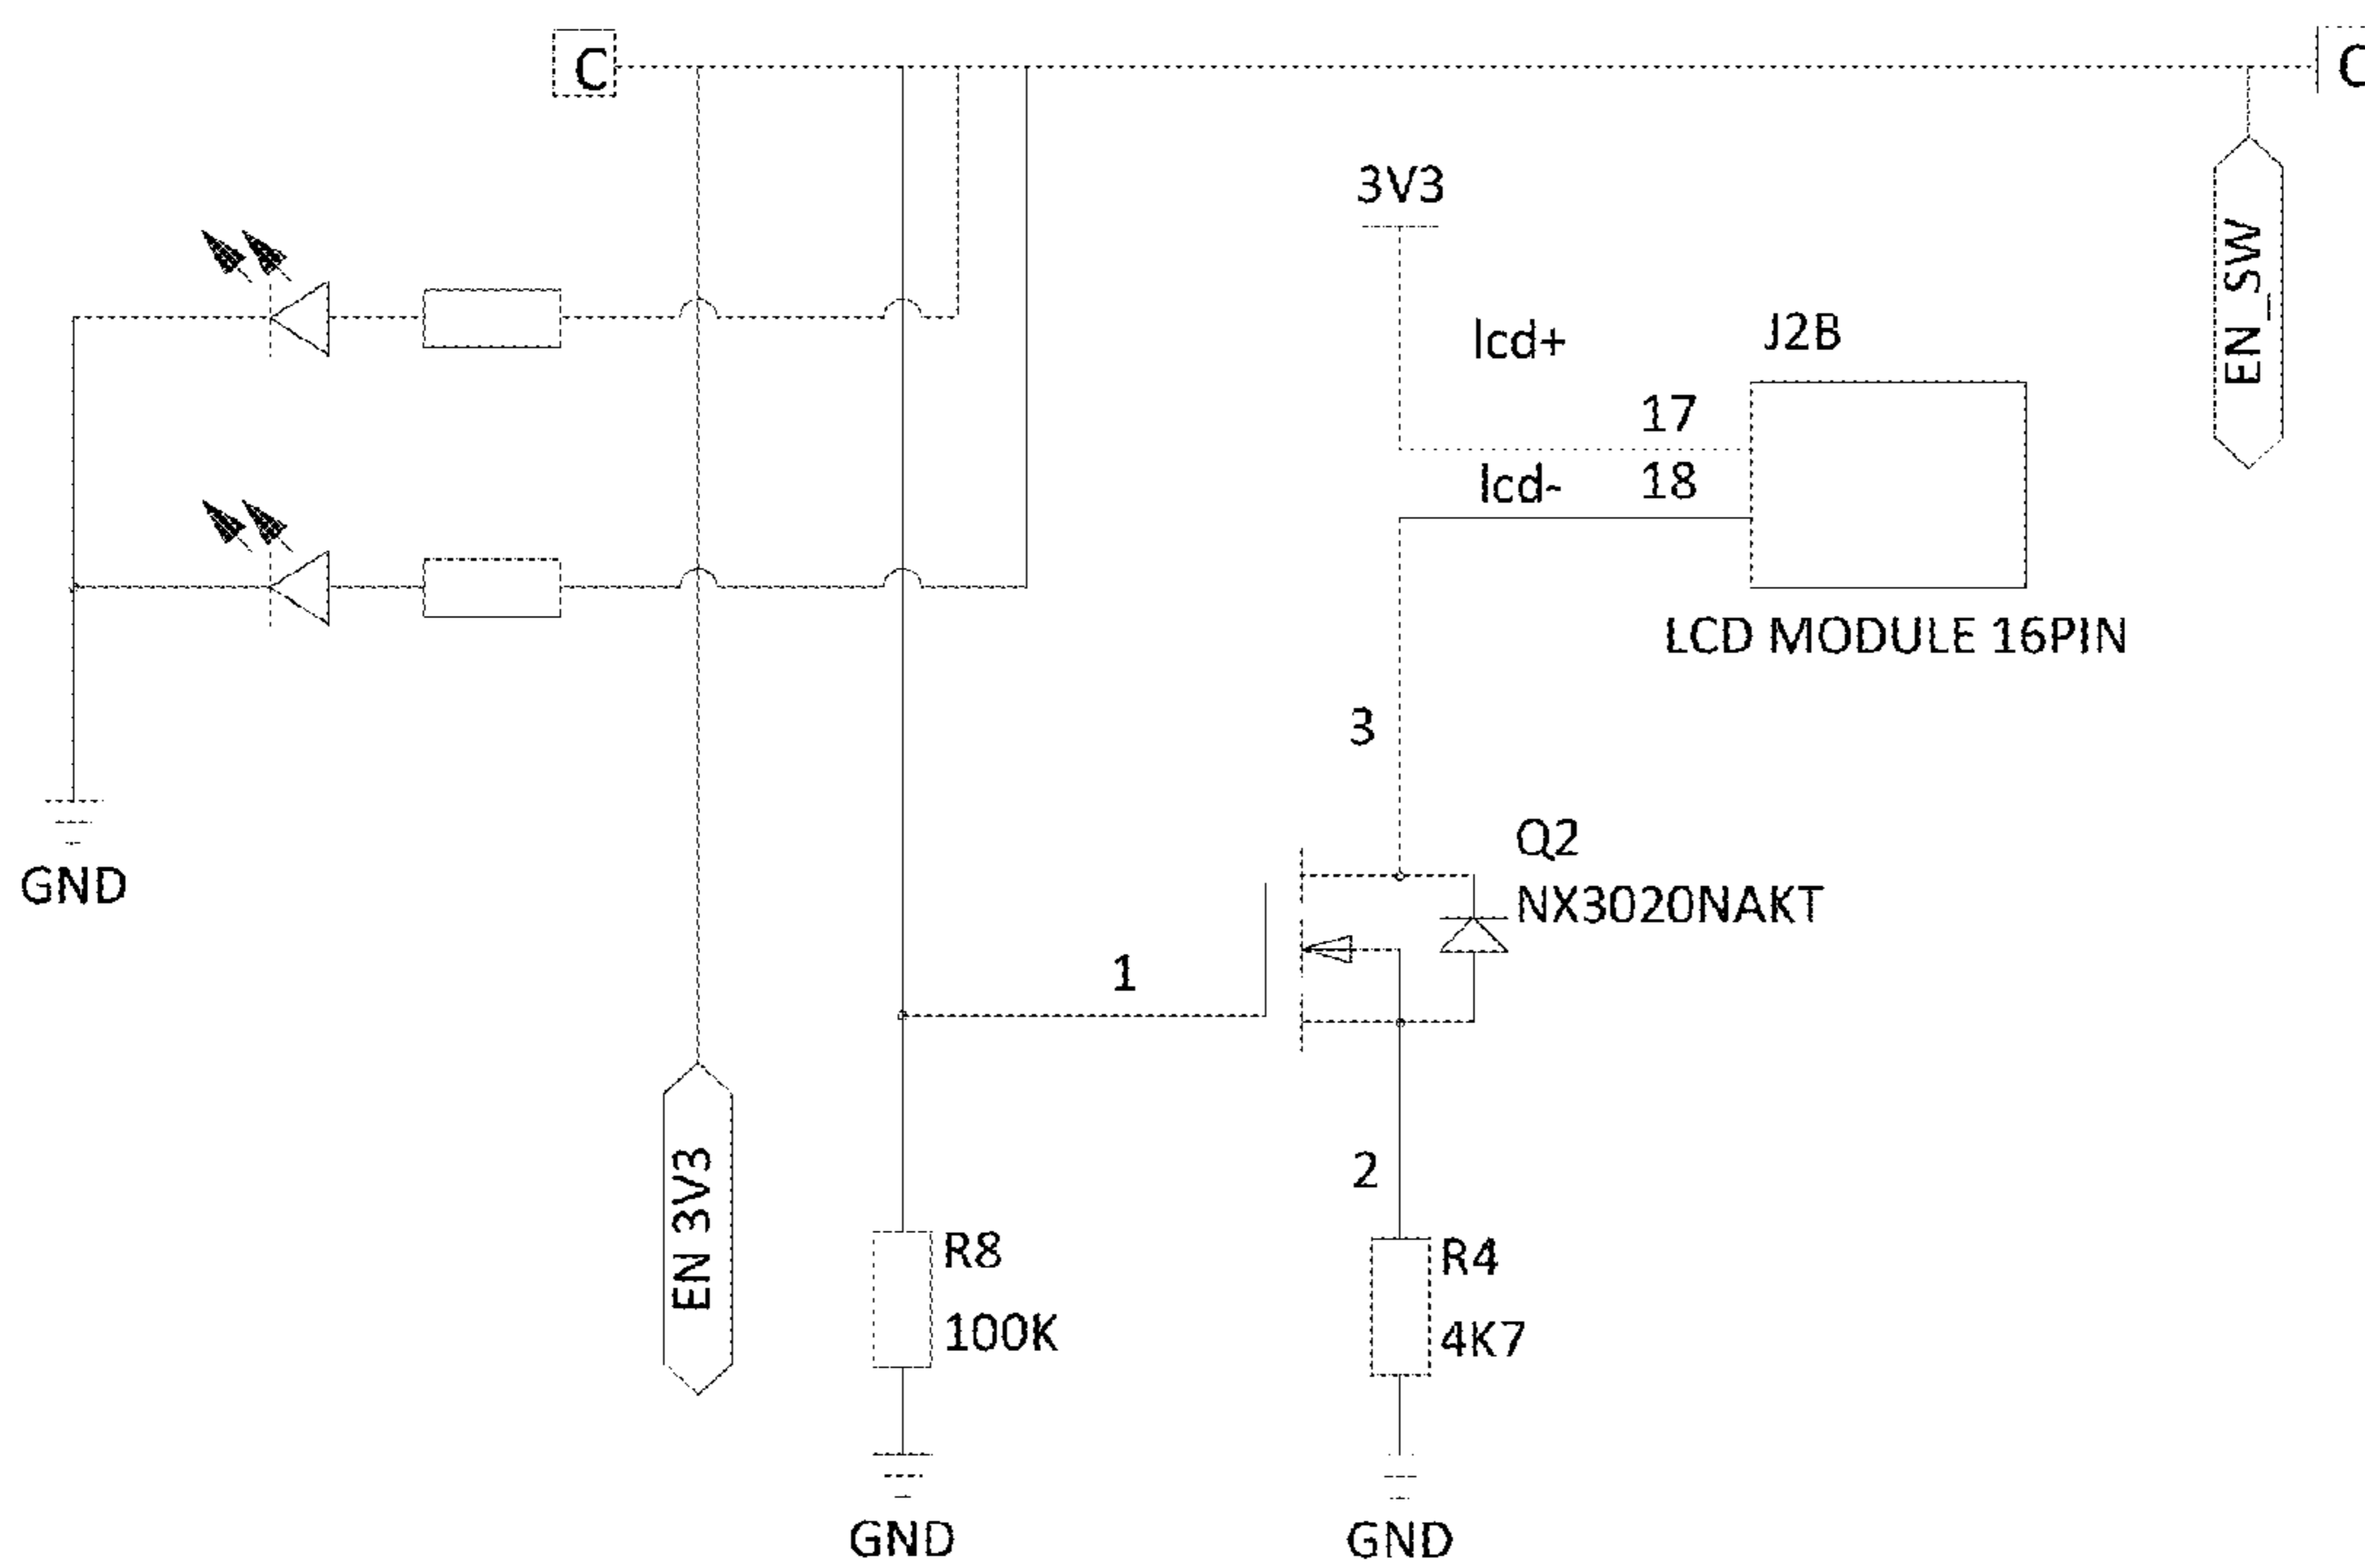 C
C
3V3
EN_SW
lcd+
J2B
17
lcd-
18
LCD MODULE 16PIN
3
Q2
NX3020NAKT
GND
1
EN 3V3
2
R8
100K
R4
4K7
GND
GND